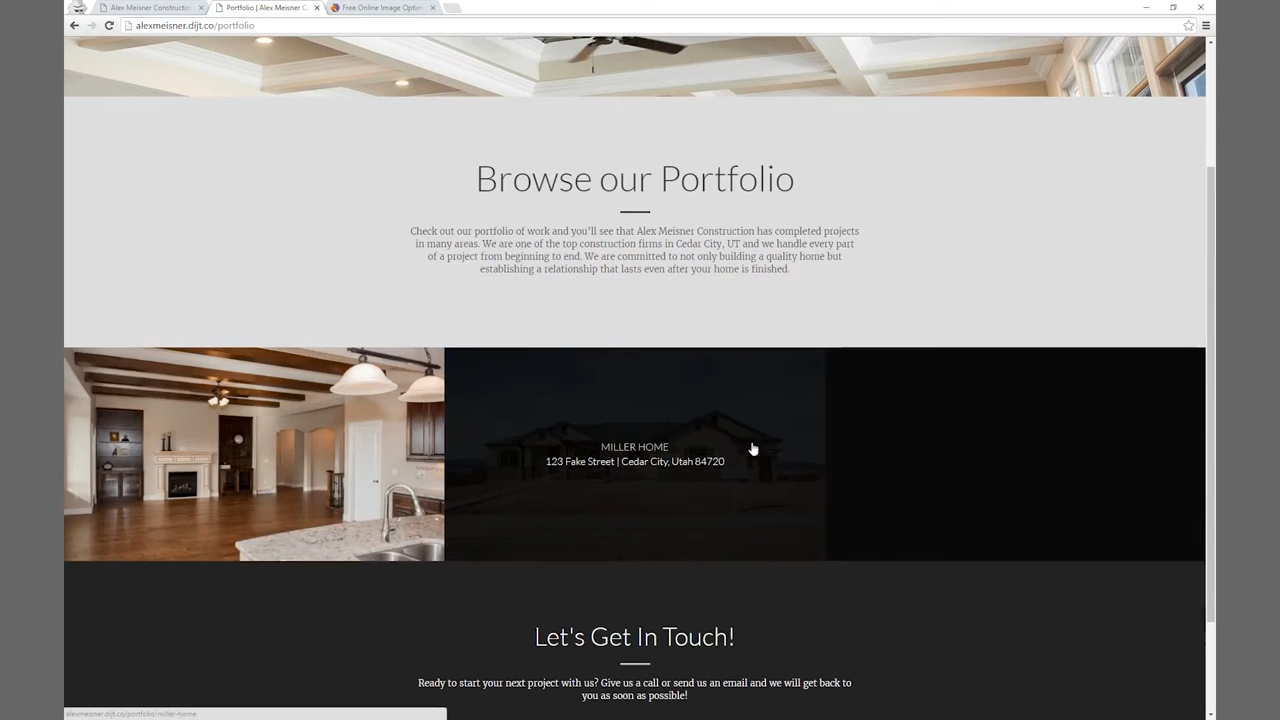 Alex Meisner Constructio
Portfolio | Alex Meisner C
Free Online Image Optim
alexmeisner.dijt.co/portfolio
Browse our Portfolio
Check out our portfolio of work and you'll see that Alex Meisner Construction has completed projects
in many areas. We are one of the top construction firms in Cedar City, UT and we handle every part
of a project from beginning to end. We are committed to not only building a quality home but
establishing a relationship that lasts even after your home is finished.
MILLER HOME
123 Fake Street | Cedar City, Utah 84720
Let's Get In Touch!
Ready to start your next project with us? Give us a call or send us an email and we will get back to
you as soon as possible!
alexmeisner.dijt.co/portfolio/miller-home